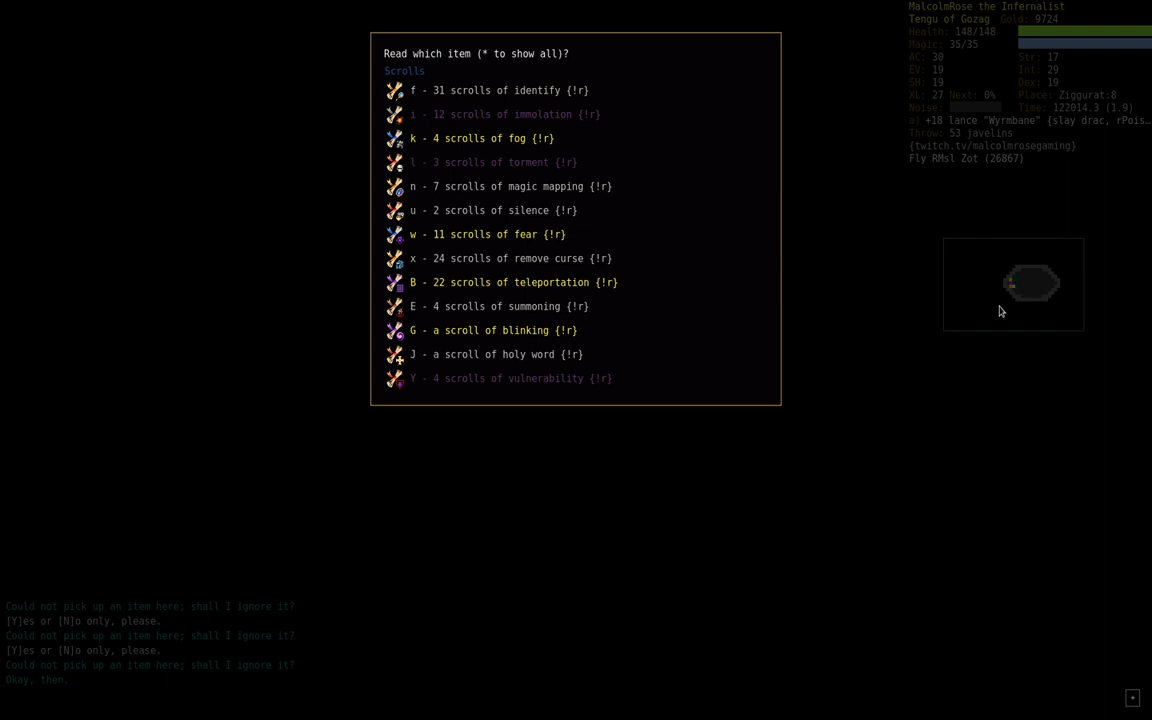 MalcolmRose the Infernalist
Tengu of Gozag Gold: 9724
Health: 148/148
Magic: 35/35
AC: 30 Str: 17
EV: 19 Int: 29
SH: 19 Dex: 19
XL: 27 Next: 0% Place: Ziggurat:8
Noise: Time: 122014.3 (1.9)
a) +18 lance "Wyrmbane" {slay drac, rPois…
Throw: 53 javelins
{twitch.tv/malcolmrosegaming}
Fly RMsl Zot (26867)
Read which item (* to show all)?
Scrolls
f - 31 scrolls of identify {!r}
i - 12 scrolls of immolation {!r}
k - 4 scrolls of fog {!r}
l - 3 scrolls of torment {!r}
n - 7 scrolls of magic mapping {!r}
u - 2 scrolls of silence {!r}
w - 11 scrolls of fear {!r}
x - 24 scrolls of remove curse {!r}
B - 22 scrolls of teleportation {!r}
E - 4 scrolls of summoning {!r}
G - a scroll of blinking {!r}
J - a scroll of holy word {!r}
Y - 4 scrolls of vulnerability {!r}
Could not pick up an item here; shall I ignore it?
[Y]es or [N]o only, please.
Could not pick up an item here; shall I ignore it?
[Y]es or [N]o only, please.
Could not pick up an item here; shall I ignore it?
Okay, then.